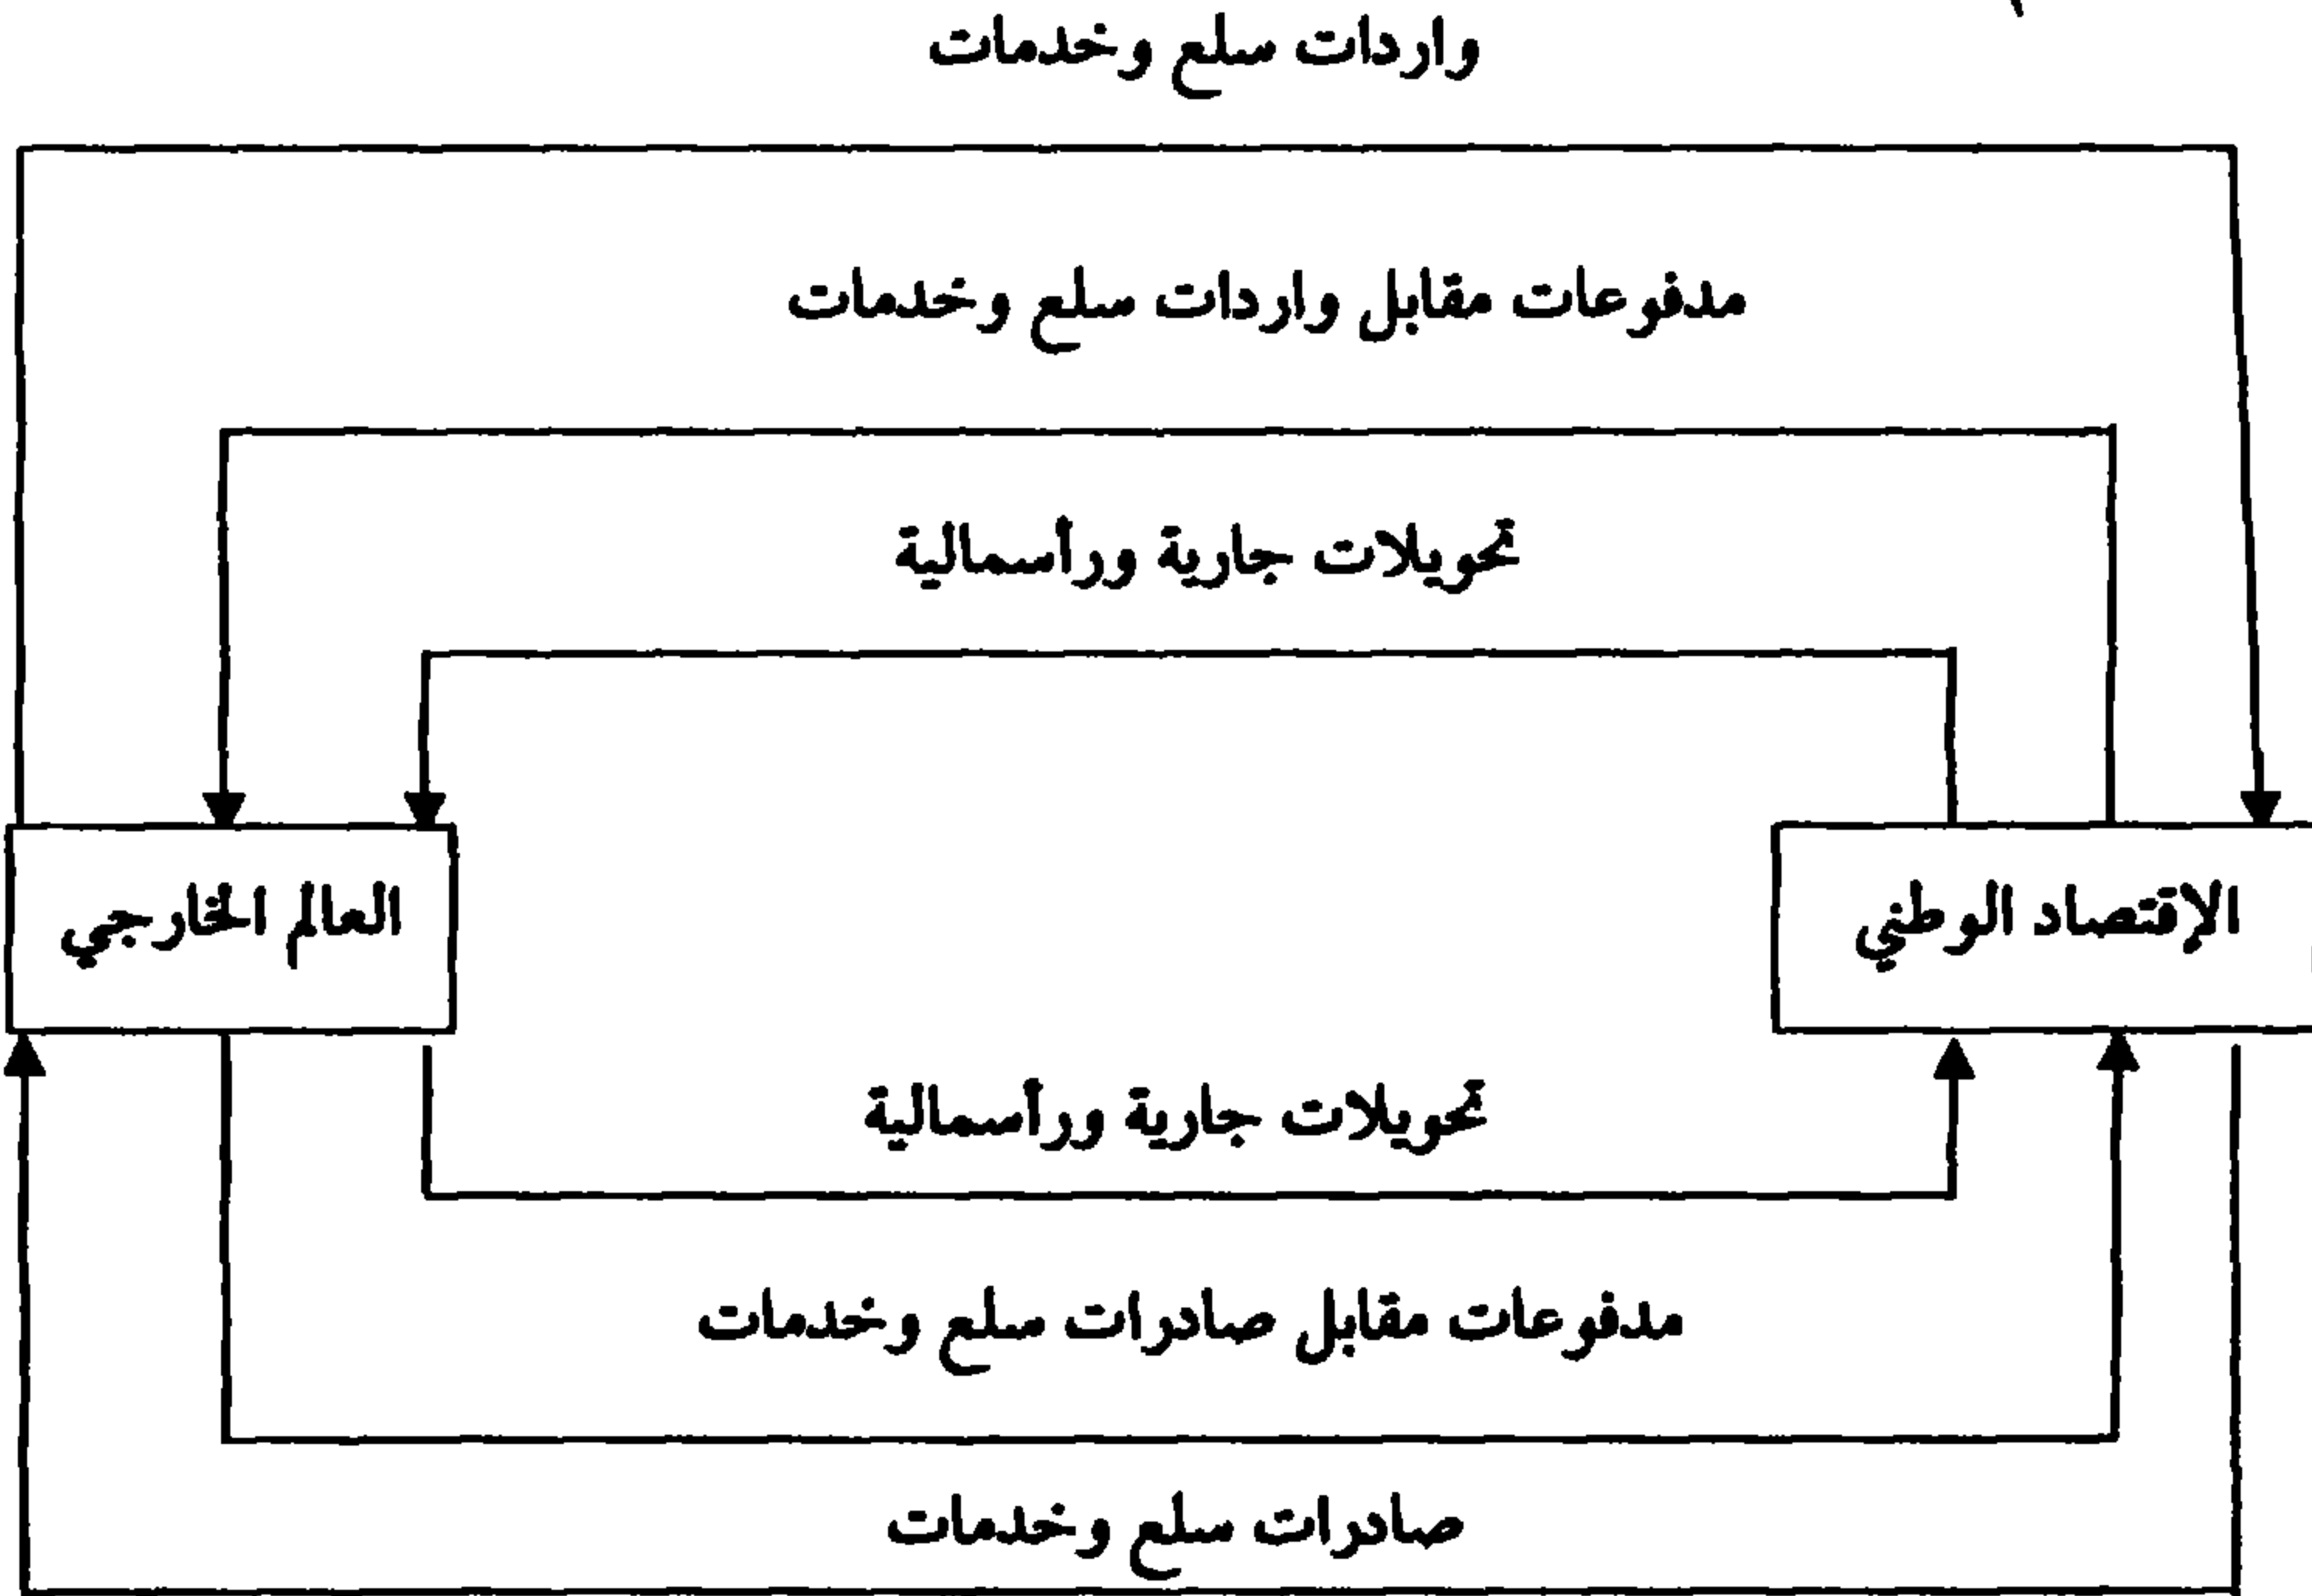 واردات سلع وخدمات
مدفوعات مقابل واردات سلع وخدمات
تحويلات جارية ورأسمالية
الإقتصاد الوطني
العالم الخارجي
تحويلات جارية ورأسمالية
مدفوعات مقابل صادرات سلع وخدمات
صادرات سلع وخدمات